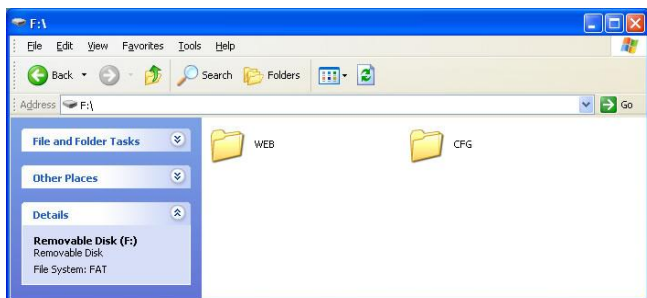 F:\
File Edit View Favorites Tools Help
Back Search Folders
Address F:\ Go
File and Folder Tasks
Other Places
Details
Removable Disk (F:)
Removable Disk
File System: FAT
WEB CFG